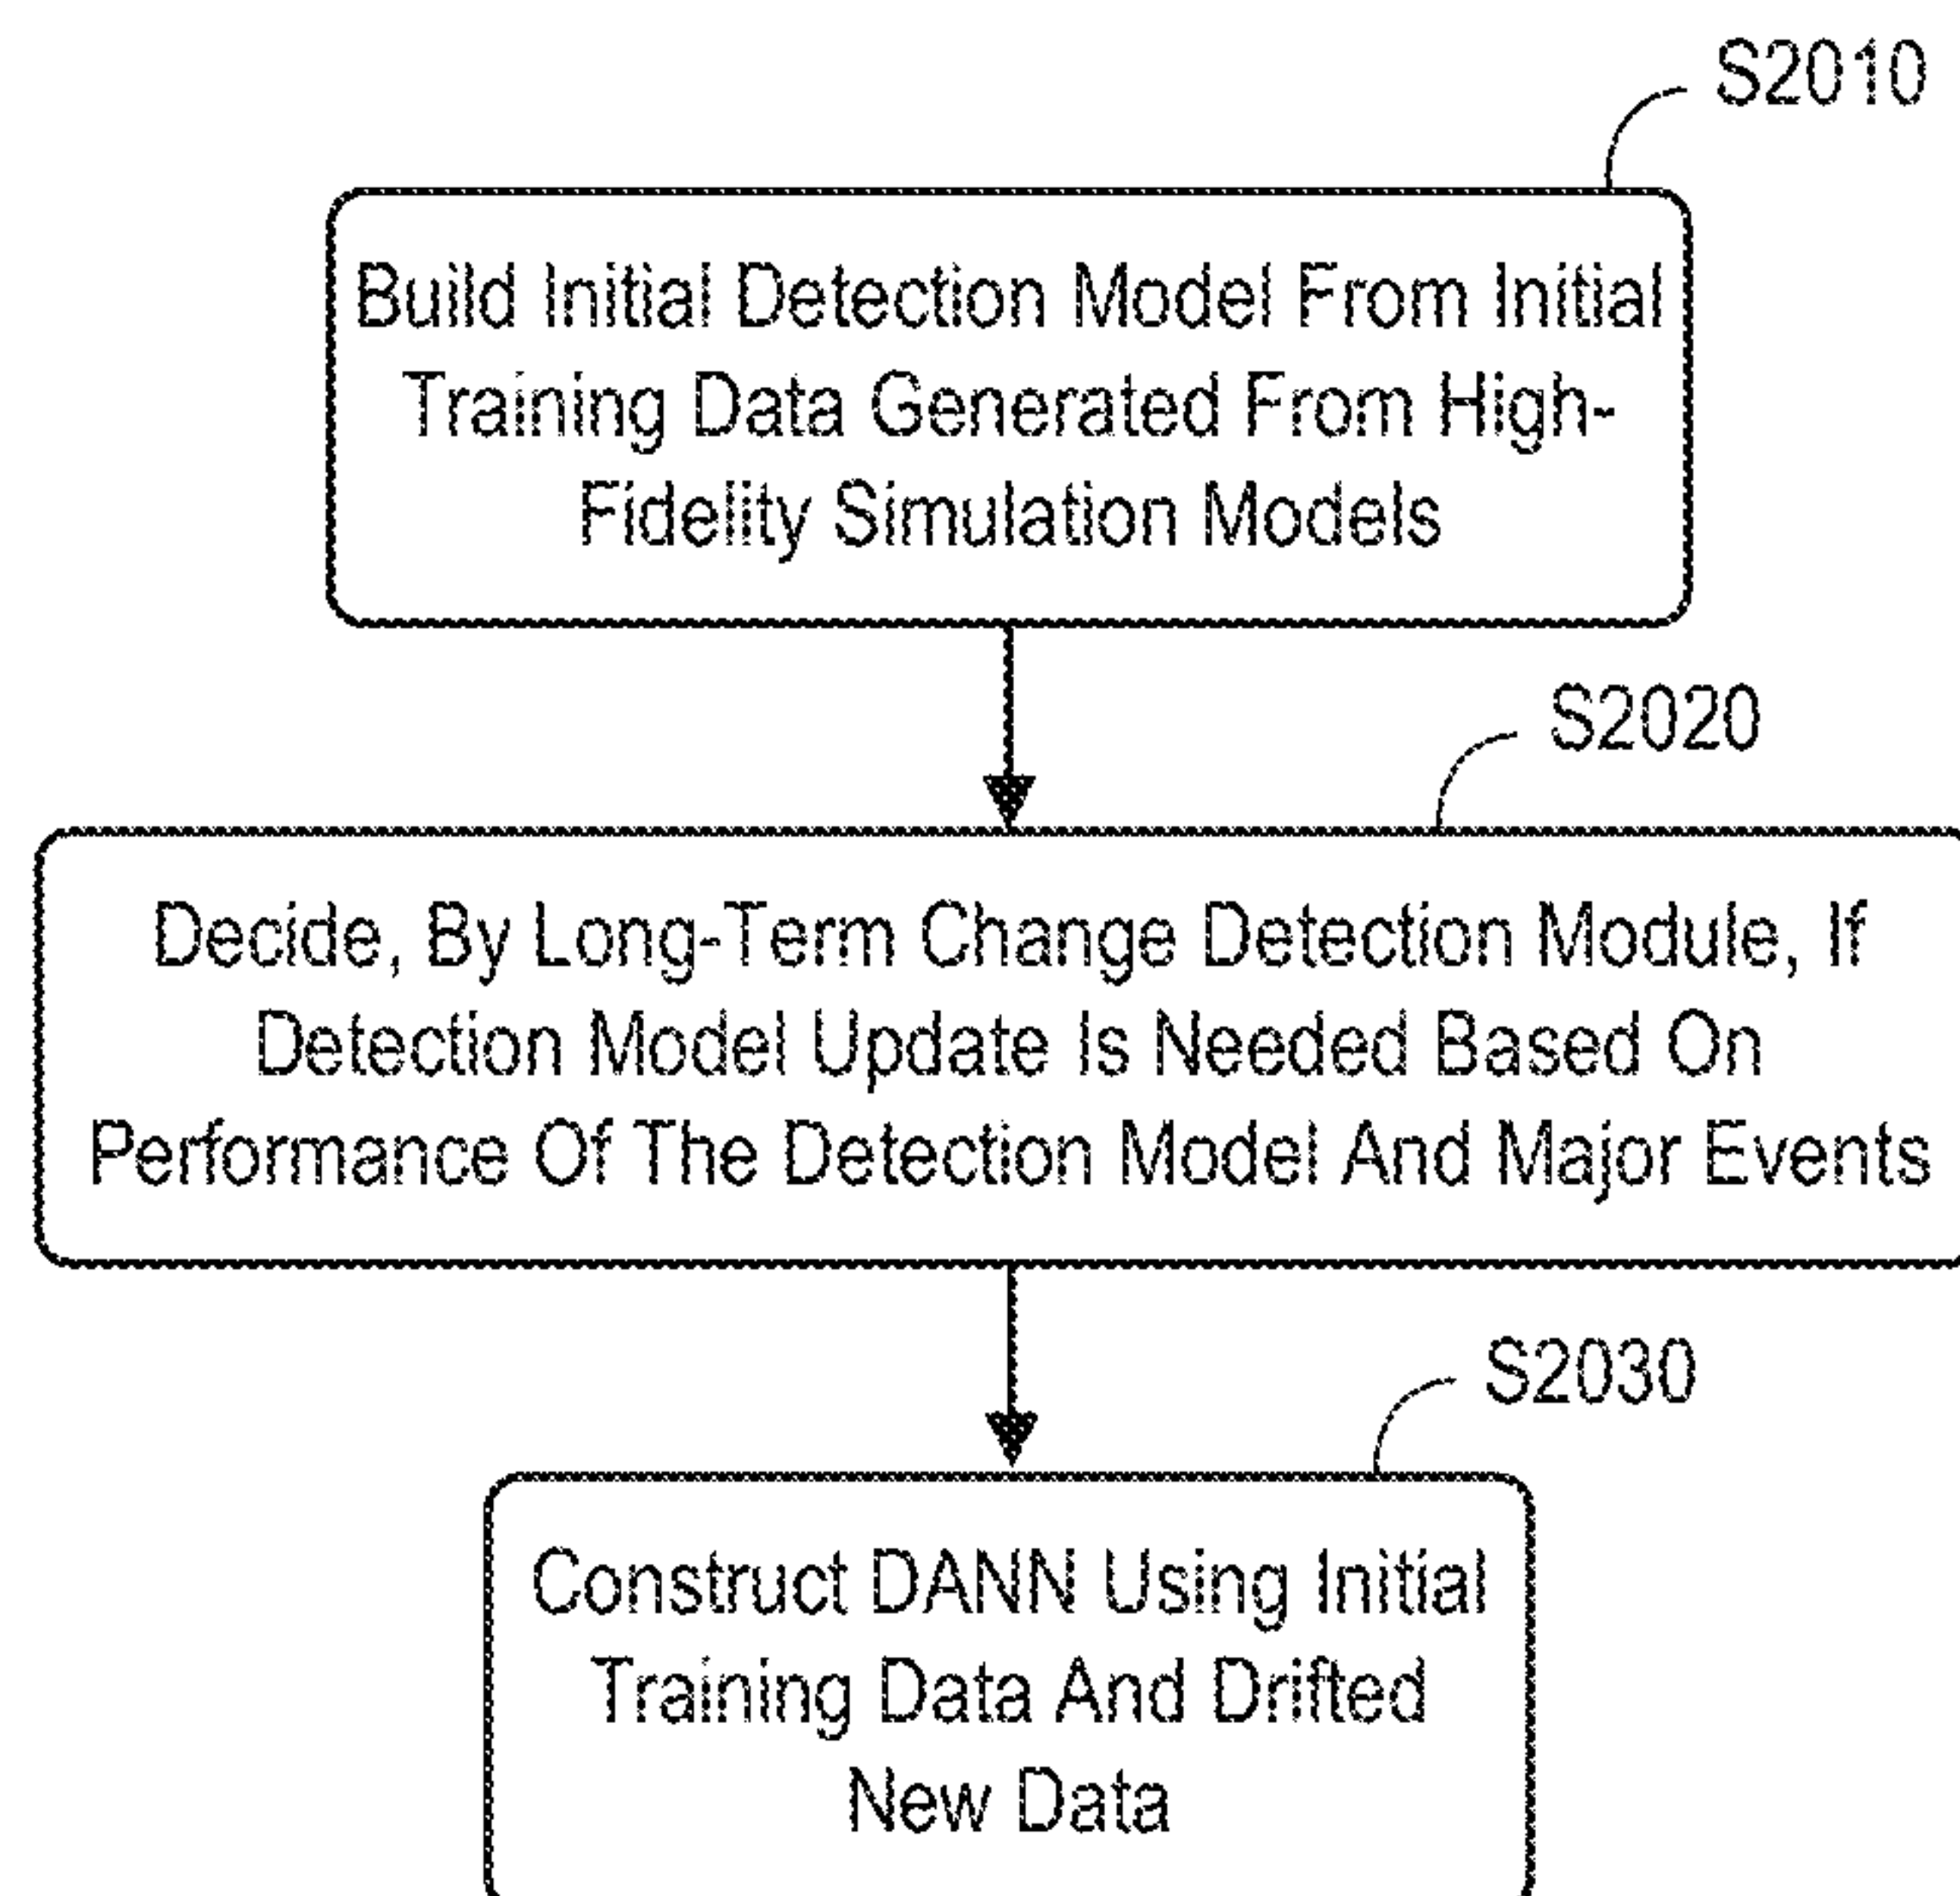 S2010
Build Initial Detection Model From Initial
Training Data Generated From High-
Fidelity Simulation Models
S2020
Decide, By Long-Term Change Detection Module, If
Detection Model Update Is Needed Based On
Performance Of The Detection Model And Major Events
S2030
Construct DANN Using Initial
Training Data And Drifted
New Data